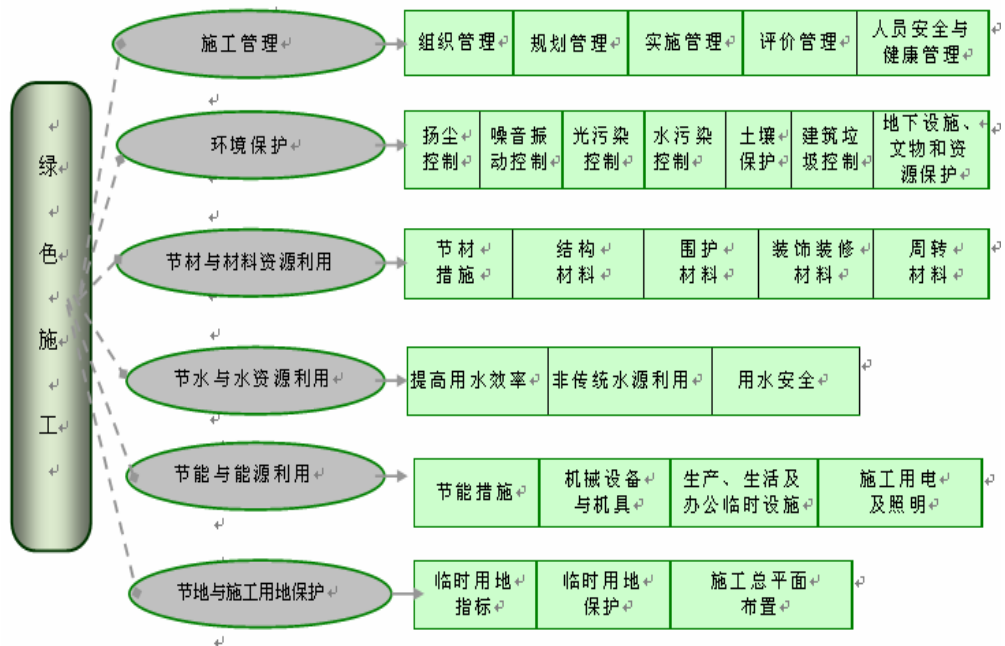 绿
色
施
工
施工管理
组织管理
规划管理
实施管理
评价管理
人员安全与
健康管理
环境保护
扬尘
控制
噪音振
动控制
光污染
控制
水污染
控制
土壤
保护
建筑垃
圾控制
地下设施、
文物和资
源保护
节材与材料资源利用
节材
措施
结构
材料
围护
材料
装饰装修
材料
周转
材料
节水与水资源利用
提高用水效率
非传统水源利用
用水安全
节能与能源利用
节能措施
机械设备
与机具
生产、生活及
办公临时设施
施工用电
及照明
节地与施工用地保护
临时用地
指标
临时用地
保护
施工总平面
布置